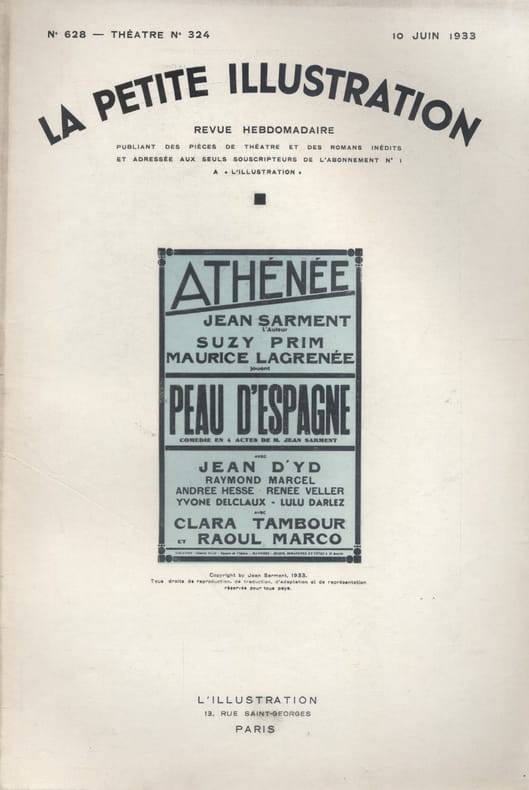 N° 628 — THÉATRE N° 324
10 JUIN 1933
LA PETITE ILLUSTRATION
REVUE HEBDOMADAIRE
PUBLIANT DES PIÈCES DE THÉATRE ET DES ROMANS INÉDITS
ET ADRESSÉE AUX SEULS SOUSCRIPTEURS DE L'ABONNEMENT N° 1
A « L'ILLUSTRATION »
ATHÉNÉE
JEAN SARMENT
L'Auteur
SUZY PRIM
MAURICE LAGRENÉE
jouent
PEAU D'ESPAGNE
COMEDIE EN 4 ACTES DE M. JEAN SARMENT
AVEC
JEAN D'YD
RAYMOND MARCEL
ANDREE HESSE - RENEE VELLER
YVONE DELCLAUX - LULU DARLEZ
AVEC
CLARA TAMBOUR
ET RAOUL MARCO
Copyright by Jean Sarment, 1933.
Tous droits de reproduction, de traduction, d'adaptation et de représentation
réservés pour tous pays.
L'ILLUSTRATION
13, RUE SAINT-GEORGES
PARIS